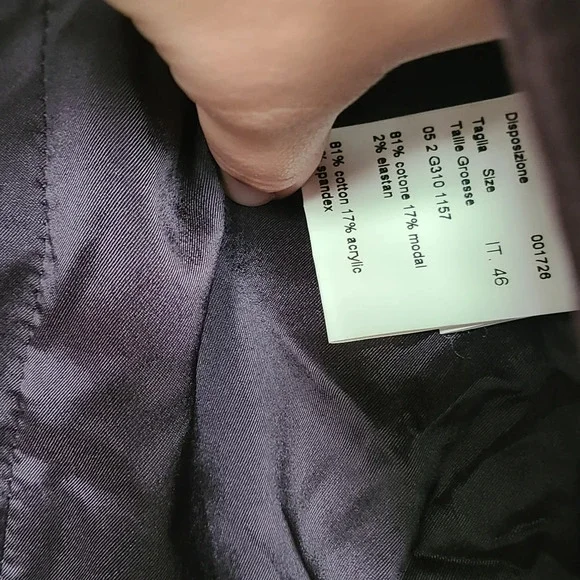 Disposizione 001726
Taglia Size
Taille Groesse IT. 46
05 2 G310 1157
81% cotone 17% modal
2% elastan
81% cotton 17% acrylic
% spandex